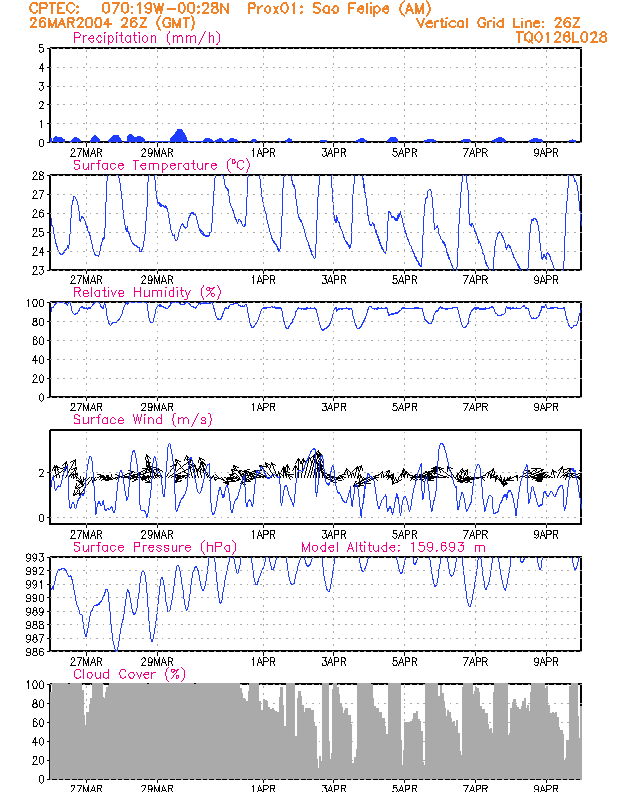 CPTEC: 070:19W-00:28N Prox01: Sao Felipe (AM)
26MAR2004 26Z (GMT) Vertical Grid Line: 26Z
Precipitation (mm/h) TQ0126L028
5
4
3
2
1
0
27MAR 29MAR 1APR 3APR 5APR 7APR 9APR
Surface Temperature (ºC)
28
27
26
25
24
23
27MAR 29MAR 1APR 3APR 5APR 7APR 9APR
Relative Humidity (%)
100
80
60
40
20
0
27MAR 29MAR 1APR 3APR 5APR 7APR 9APR
Surface Wind (m/s)
2
0
27MAR 29MAR 1APR 3APR 5APR 7APR 9APR
Surface Pressure (hPa) Model Altitude: 159.693 m
993
992
991
990
989
988
987
986
27MAR 29MAR 1APR 3APR 5APR 7APR 9APR
Cloud Cover (%)
100
80
60
40
20
0
27MAR 29MAR 1APR 3APR 5APR 7APR 9APR